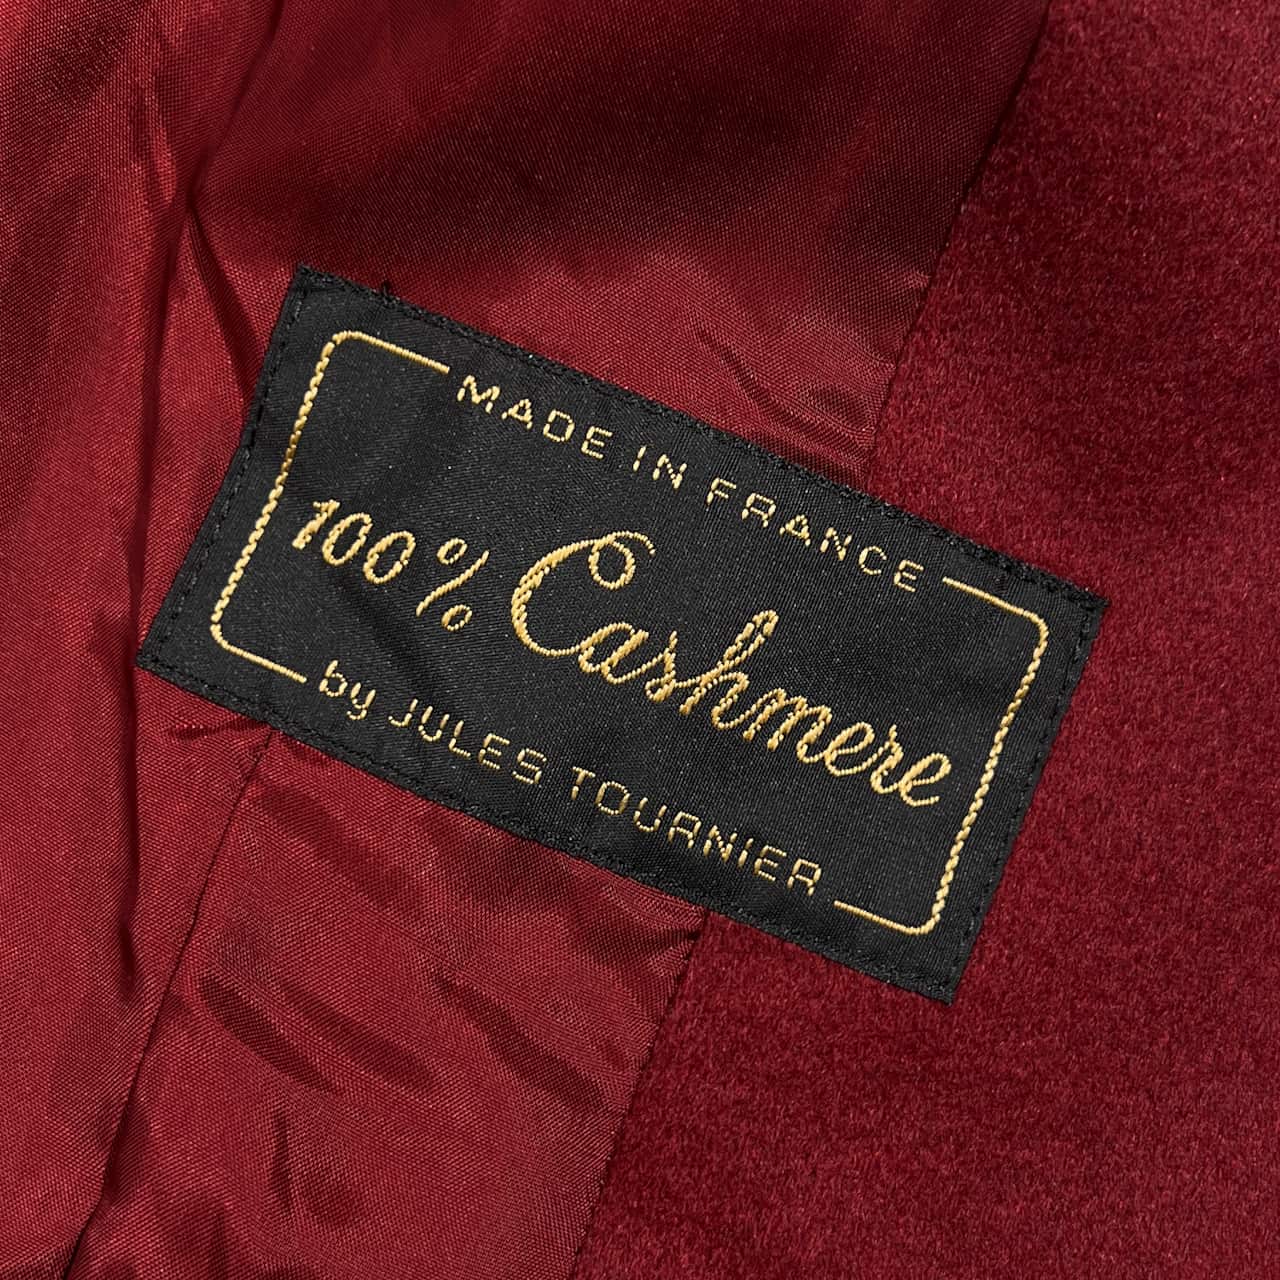 MADE IN FRANCE
100% Cashmere
by JULES TOURNIER